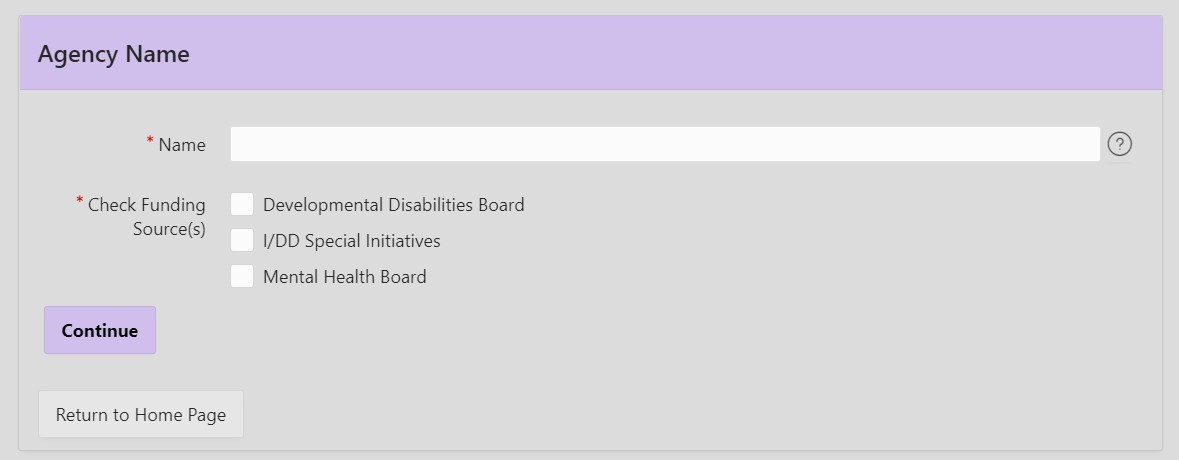 Agency Name
* Name
?
* Check Funding
Source(s)
Developmental Disabilities Board
I/DD Special Initiatives
Mental Health Board
Continue
Return to Home Page